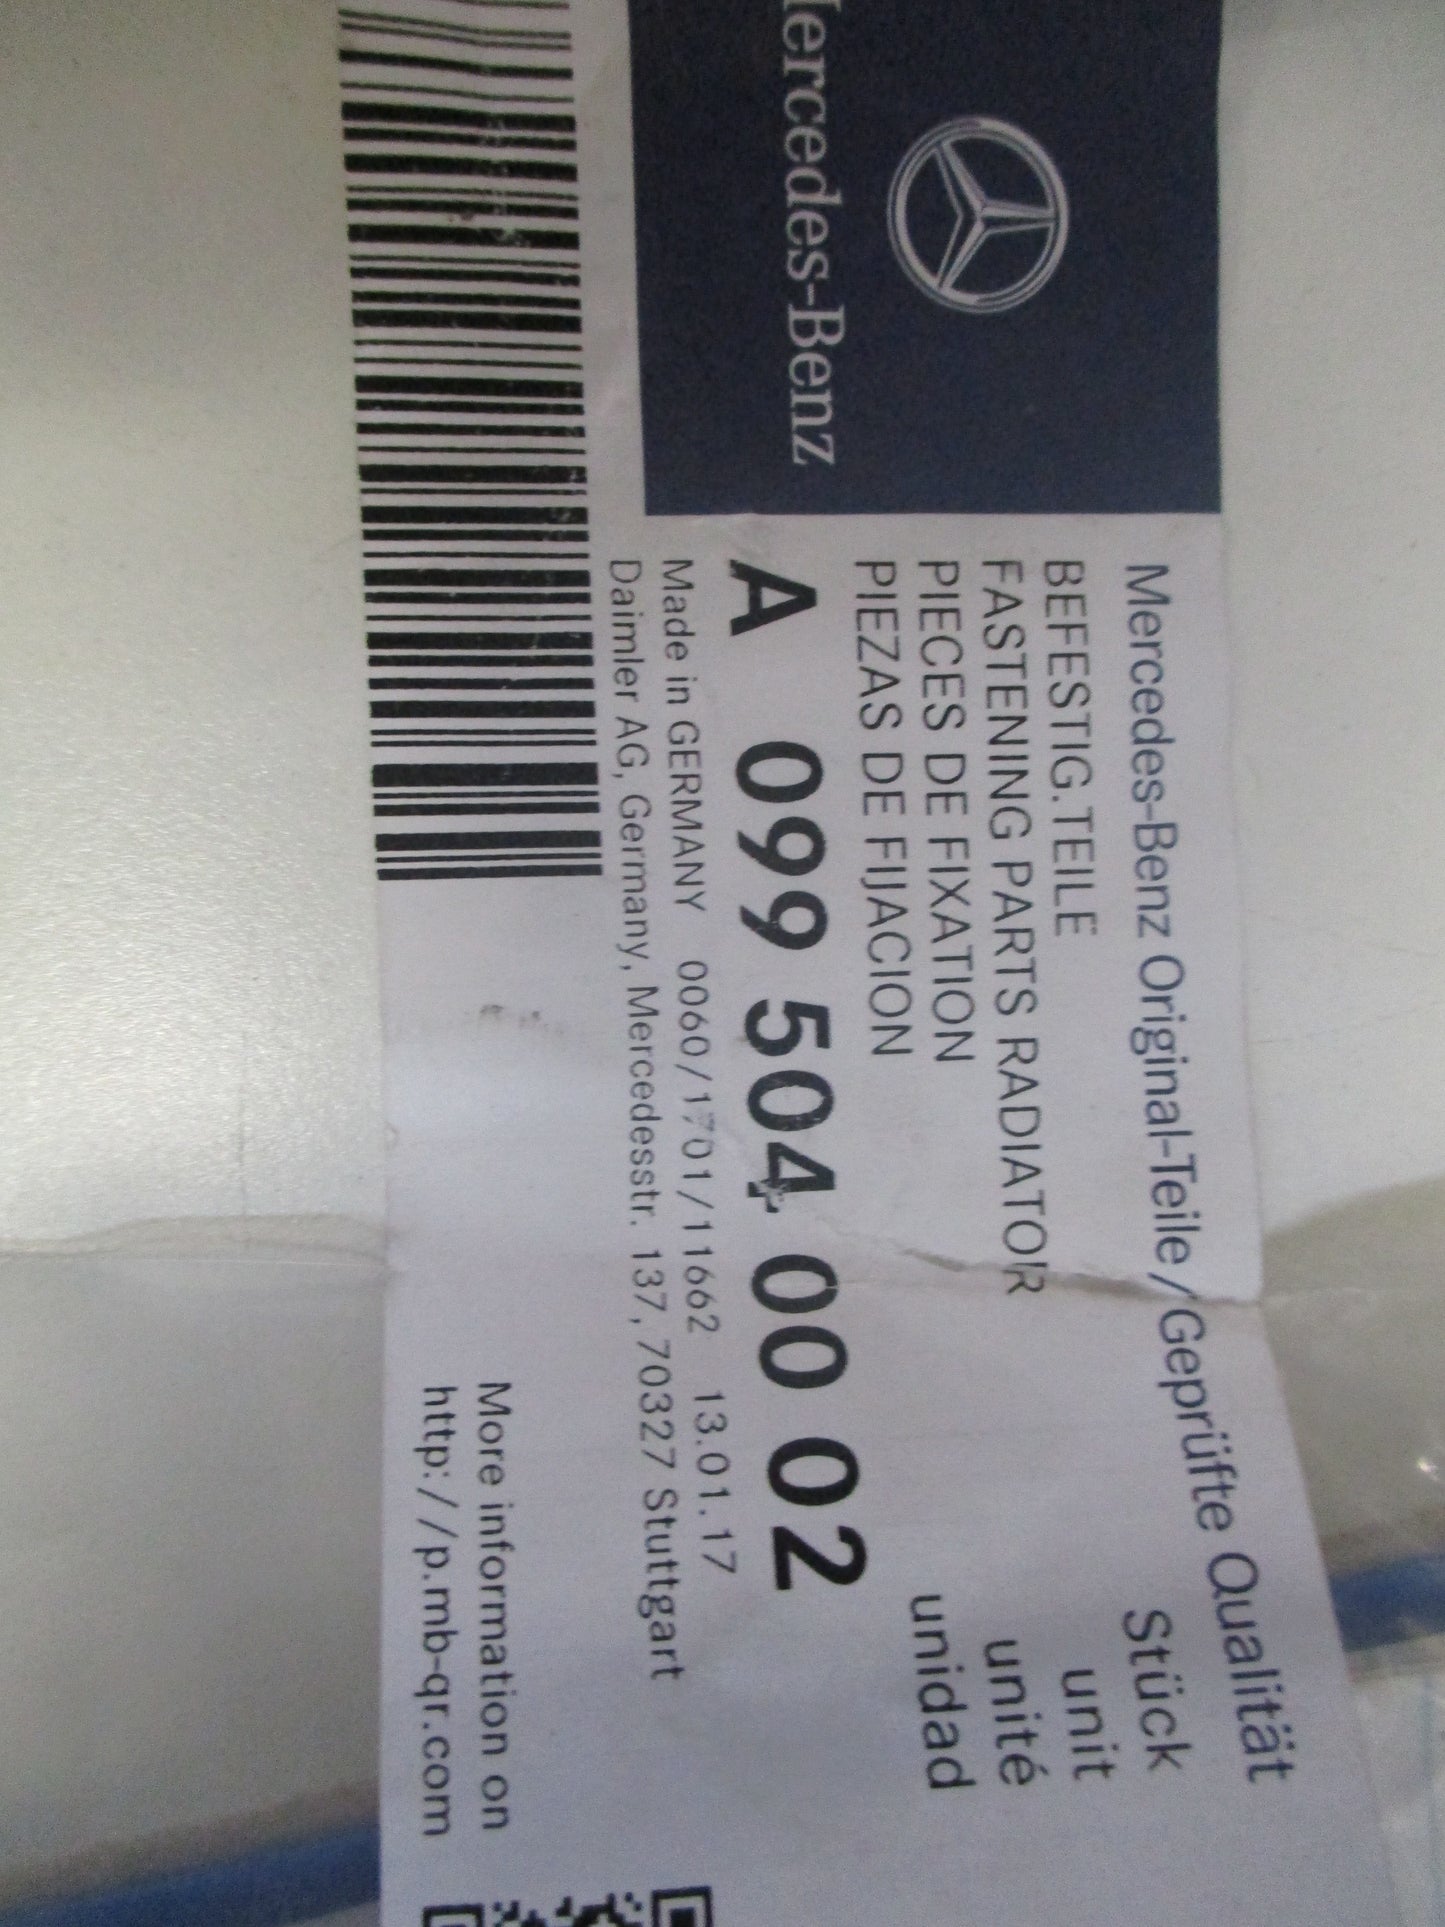 Mercedes-Benz
Mercedes-Benz Original-Teile/Geprüfte Qualität
BEFESTIG.TEILE
FASTENING PARTS RADIATOR
PIECES DE FIXATION
PIEZAS DE FIJACION
Stück
unit
unité
unidad
A 099 504 00 02
Made in GERMANY 0060/1701/11662 13.01.17
Daimler AG, Germany, Mercedesstr. 137, 70327 Stuttgart
More information on
http://p.mb-qr.com